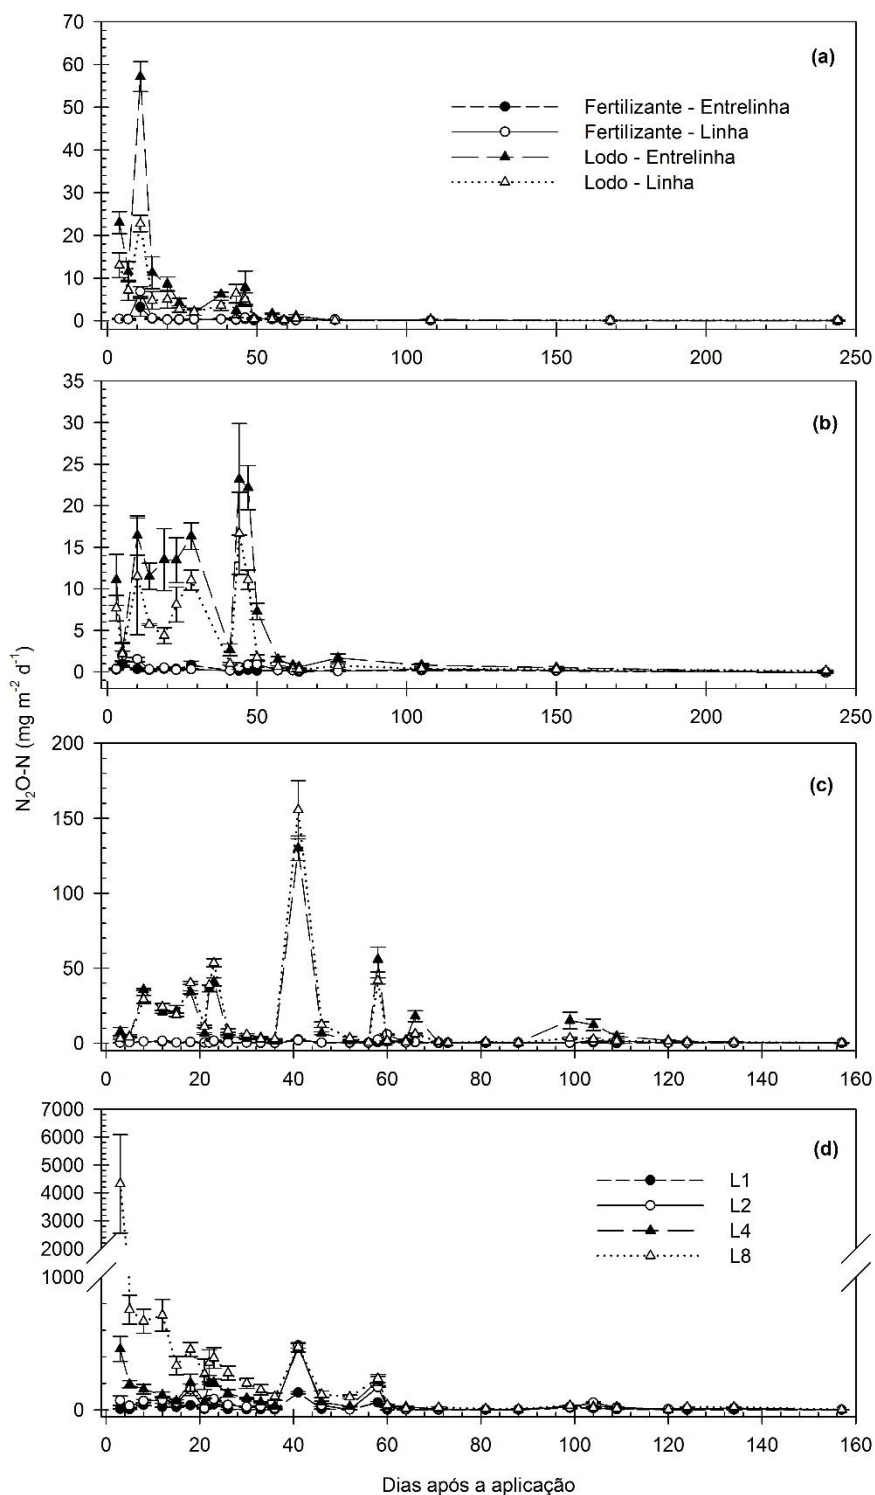 70
60
50
40
30
20
10
0
(a)
Fertilizante - Entrelinha
Fertilizante - Linha
Lodo - Entrelinha
Lodo - Linha
0 50 100 150 200 250
35
30
25
20
15
10
5
0
(b)
0 50 100 150 200 250
N₂O-N (mg m⁻² d⁻¹)
200
150
100
50
0
(c)
0 20 40 60 80 100 120 140 160
7000
6000
5000
4000
3000
2000
1000
0
(d)
L1
L2
L4
L8
0 20 40 60 80 100 120 140 160
Dias após a aplicação